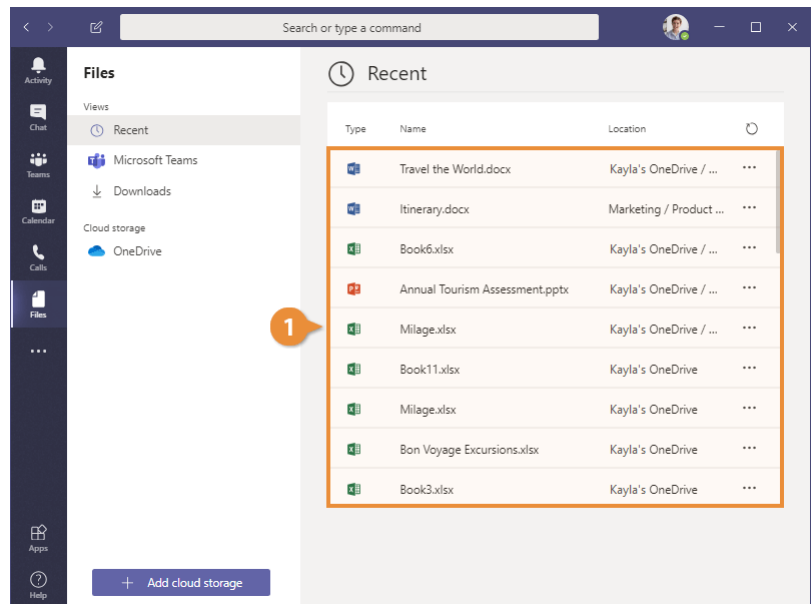 Search or type a command
Activity
Chat
Teams
Calendar
Calls
Files
Apps
Help
Files
Views
Recent
Microsoft Teams
Downloads
Cloud storage
OneDrive
+ Add cloud storage
Recent
Type Name Location
Travel the World.docx Kayla's OneDrive / ...
Itinerary.docx Marketing / Product ...
Book6.xlsx Kayla's OneDrive / ...
Annual Tourism Assessment.pptx Kayla's OneDrive / ...
1
Milage.xlsx Kayla's OneDrive / ...
Book11.xlsx Kayla's OneDrive
Milage.xlsx Kayla's OneDrive
Bon Voyage Excursions.xlsx Kayla's OneDrive
Book3.xlsx Kayla's OneDrive